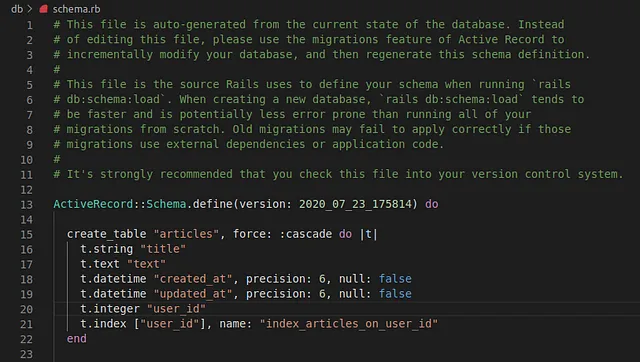 db > schema.rb
1 # This file is auto-generated from the current state of the database. Instead
2 # of editing this file, please use the migrations feature of Active Record to
3 # incrementally modify your database, and then regenerate this schema definition.
4 #
5 # This file is the source Rails uses to define your schema when running `rails
6 # db:schema:load`. When creating a new database, `rails db:schema:load` tends to
7 # be faster and is potentially less error prone than running all of your
8 # migrations from scratch. Old migrations may fail to apply correctly if those
9 # migrations use external dependencies or application code.
10 #
11 # It's strongly recommended that you check this file into your version control system.
12
13 ActiveRecord::Schema.define(version: 2020_07_23_175814) do
14
15   create_table "articles", force: :cascade do |t|
16     t.string "title"
17     t.text "text"
18     t.datetime "created_at", precision: 6, null: false
19     t.datetime "updated_at", precision: 6, null: false
20     t.integer "user_id"
21     t.index ["user_id"], name: "index_articles_on_user_id"
22   end
23